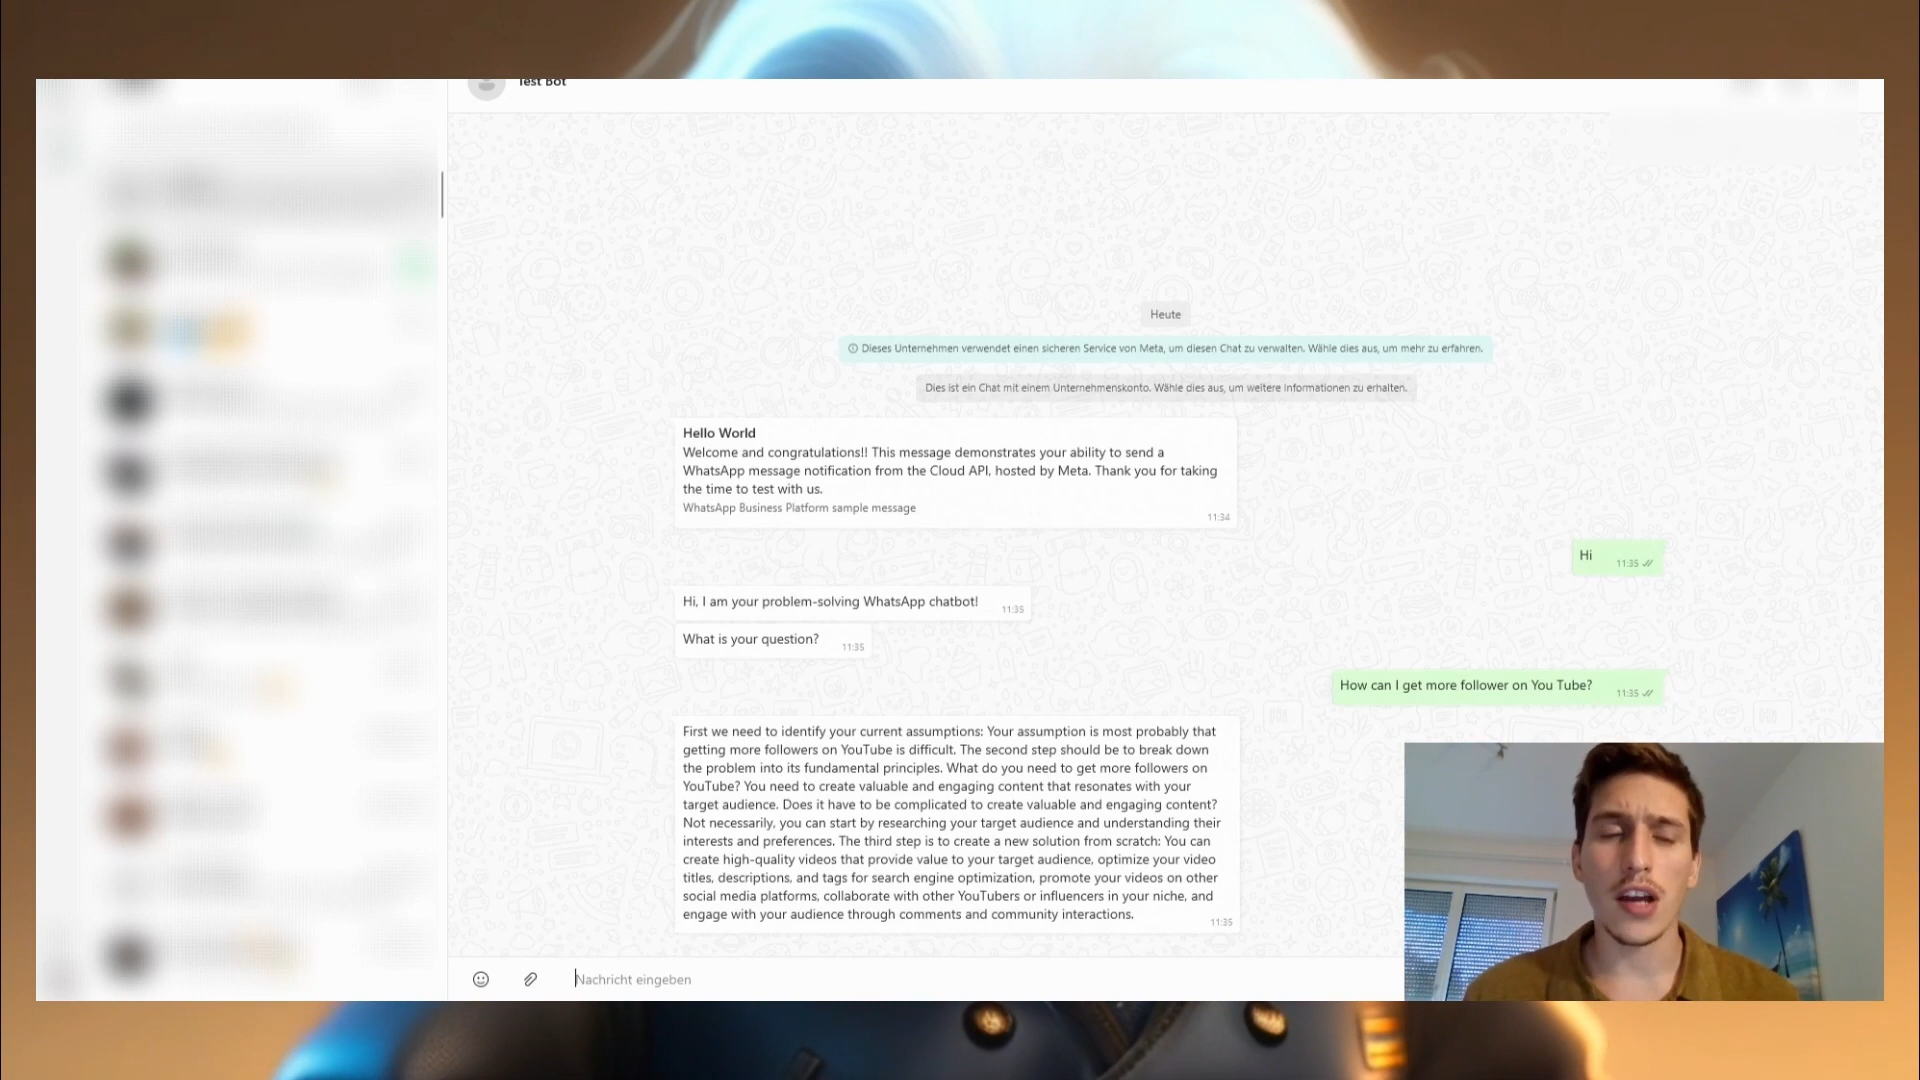 Test Bot
Heute
Dieses Unternehmen verwendet einen sicheren Service von Meta, um diesen Chat zu verwalten. Wähle dies aus, um mehr zu erfahren.
Dies ist ein Chat mit einem Unternehmenskonto. Wähle dies aus, um weitere Informationen zu erhalten.
Hello World
Welcome and congratulations!! This message demonstrates your ability to send a
WhatsApp message notification from the Cloud API, hosted by Meta. Thank you for taking
the time to test with us.
WhatsApp Business Platform sample message
11:34
Hi 11:35
Hi, I am your problem-solving WhatsApp chatbot! 11:35
What is your question? 11:35
How can I get more follower on You Tube? 11:35
First we need to identify your current assumptions: Your assumption is most probably that
getting more followers on YouTube is difficult. The second step should be to break down
the problem into its fundamental principles. What do you need to get more followers on
YouTube? You need to create valuable and engaging content that resonates with your
target audience. Does it have to be complicated to create valuable and engaging content?
Not necessarily, you can start by researching your target audience and understanding their
interests and preferences. The third step is to create a new solution from scratch: You can
create high-quality videos that provide value to your target audience, optimize your video
titles, descriptions, and tags for search engine optimization, promote your videos on other
social media platforms, collaborate with other YouTubers or influencers in your niche, and
engage with your audience through comments and community interactions.
11:35
Nachricht eingeben